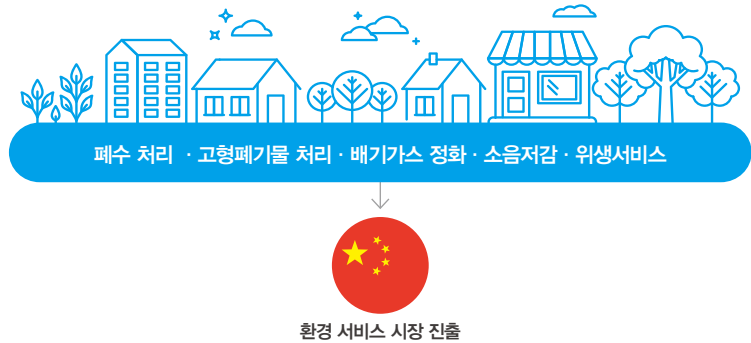 폐수 처리 · 고형폐기물 처리 · 배기가스 정화 · 소음저감 · 위생서비스
환경 서비스 시장 진출